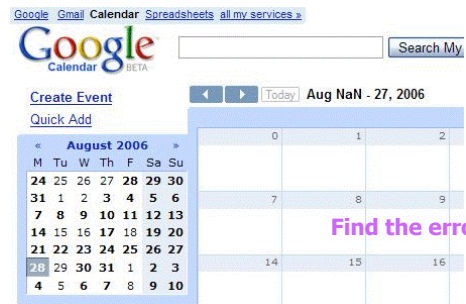 Google Gmail Calendar Spreadsheets all my services »
Google
Calendar BETA
Search My
Create Event
Today Aug NaN - 27, 2006
Quick Add
« August 2006 »
M Tu W Th F Sa Su
24 25 26 27 28 29 30
31 1 2 3 4 5 6
7 8 9 10 11 12 13
14 15 16 17 18 19 20
21 22 23 24 25 26 27
28 29 30 31 1 2 3
4 5 6 7 8 9 10
0 1 2
7 8 9
Find the erro
14 15 16